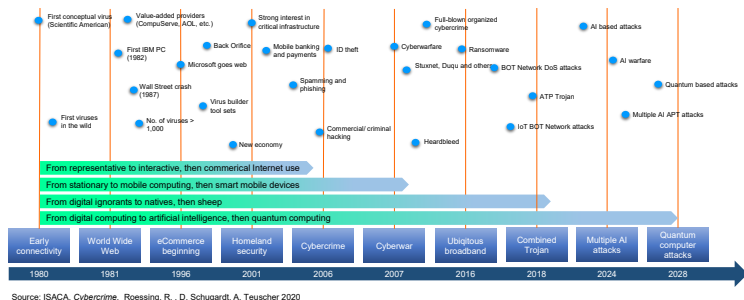 First conceptual virus
(Scientific American)
Value-added providers
(CompuServe, AOL, etc.)
Strong interest in
critical infrastructure
Full-blown organized
cybercrime
AI based attacks
First IBM PC
(1982)
Back Orifice
Mobile banking
and payments
ID theft
Cyberwarfare
Ransomware
AI warfare
Microsoft goes web
Stuxnet, Duqu and others
BOT Network DoS attacks
Wall Street crash
(1987)
Spamming and
phishing
Quantum based attacks
ATP Trojan
Virus builder
tool sets
First viruses
in the wild
No. of viruses >
1,000
Commercial/ criminal
hacking
IoT BOT Network attacks
Multiple AI APT attacks
New economy
Heardbleed
From representative to interactive, then commerical Internet use
From stationary to mobile computing, then smart mobile devices
From digital ignorants to natives, then sheep
From digital computing to artificial intelligence, then quantum computing
Early
connectivity
World Wide
Web
eCommerce
beginning
Homeland
security
Cybercrime
Cyberwar
Ubiqitous
broadband
Combined
Trojan
Multiple AI
attacks
Quantum
computer
attacks
1980
1981
1996
2001
2006
2007
2016
2018
2024
2028
Source: ISACA, Cybercrime, Roessing, R. , D. Schugardt, A. Teuscher 2020